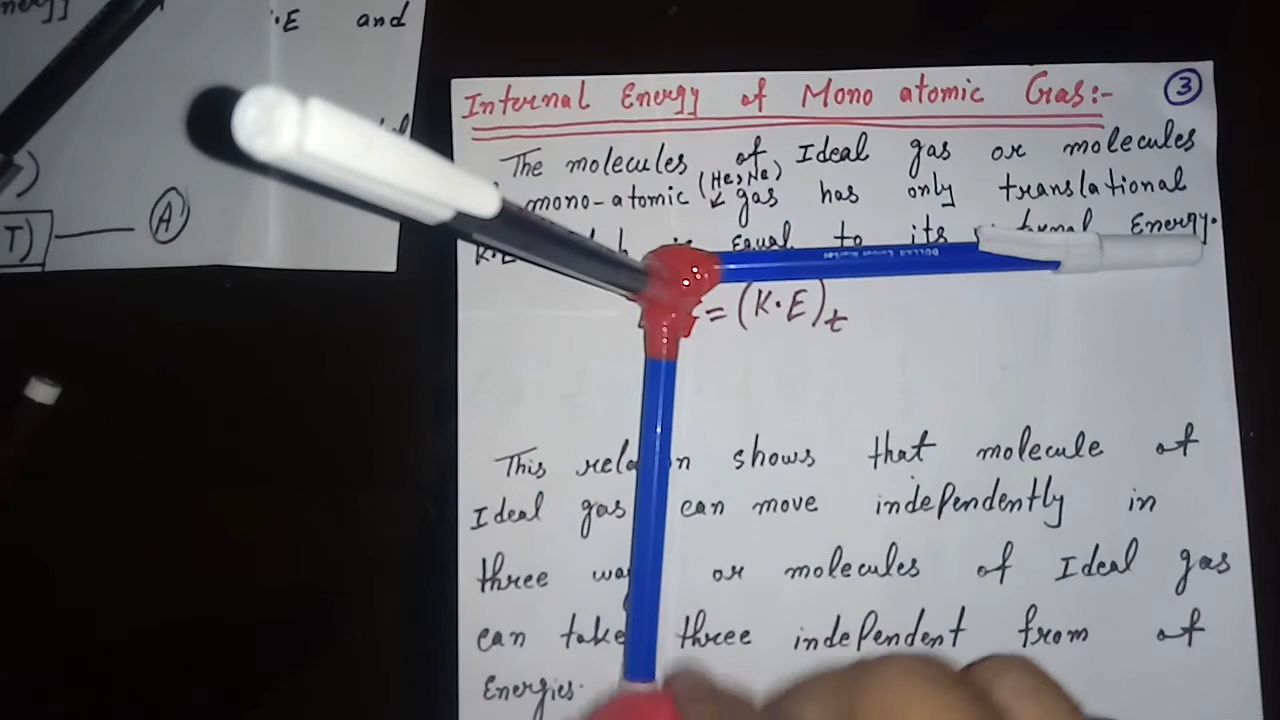 ·E and
T) — A
Internal Energy of Mono atomic Gas:- 3
The molecules of Ideal gas or molecules
(He, Ne)
mono-atomic gas has only translational
K.E is Equal to its Energy.
= (K.E)t
This shows that molecule of
Ideal gas can move independently in
three or molecules of Ideal gas
can take three independent from of
Energies.